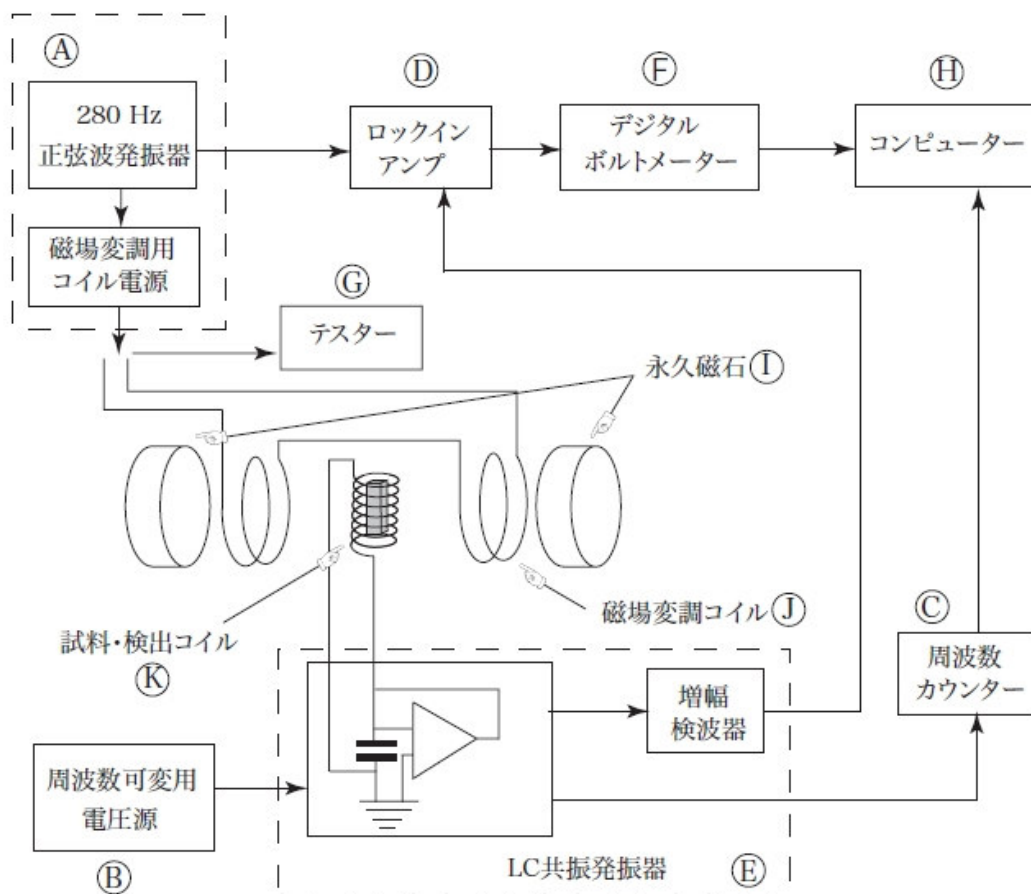 Ⓐ
280 Hz
正弦波発振器
磁場変調用
コイル電源
Ⓓ
ロックイン
アンプ
Ⓕ
デジタル
ボルトメーター
Ⓗ
コンピューター
Ⓖ
テスター
永久磁石Ⓘ
磁場変調コイルⒿ
試料・検出コイル
Ⓚ
Ⓒ
周波数
カウンター
増幅
検波器
周波数可変用
電圧源
Ⓑ
LC共振発振器
Ⓔ